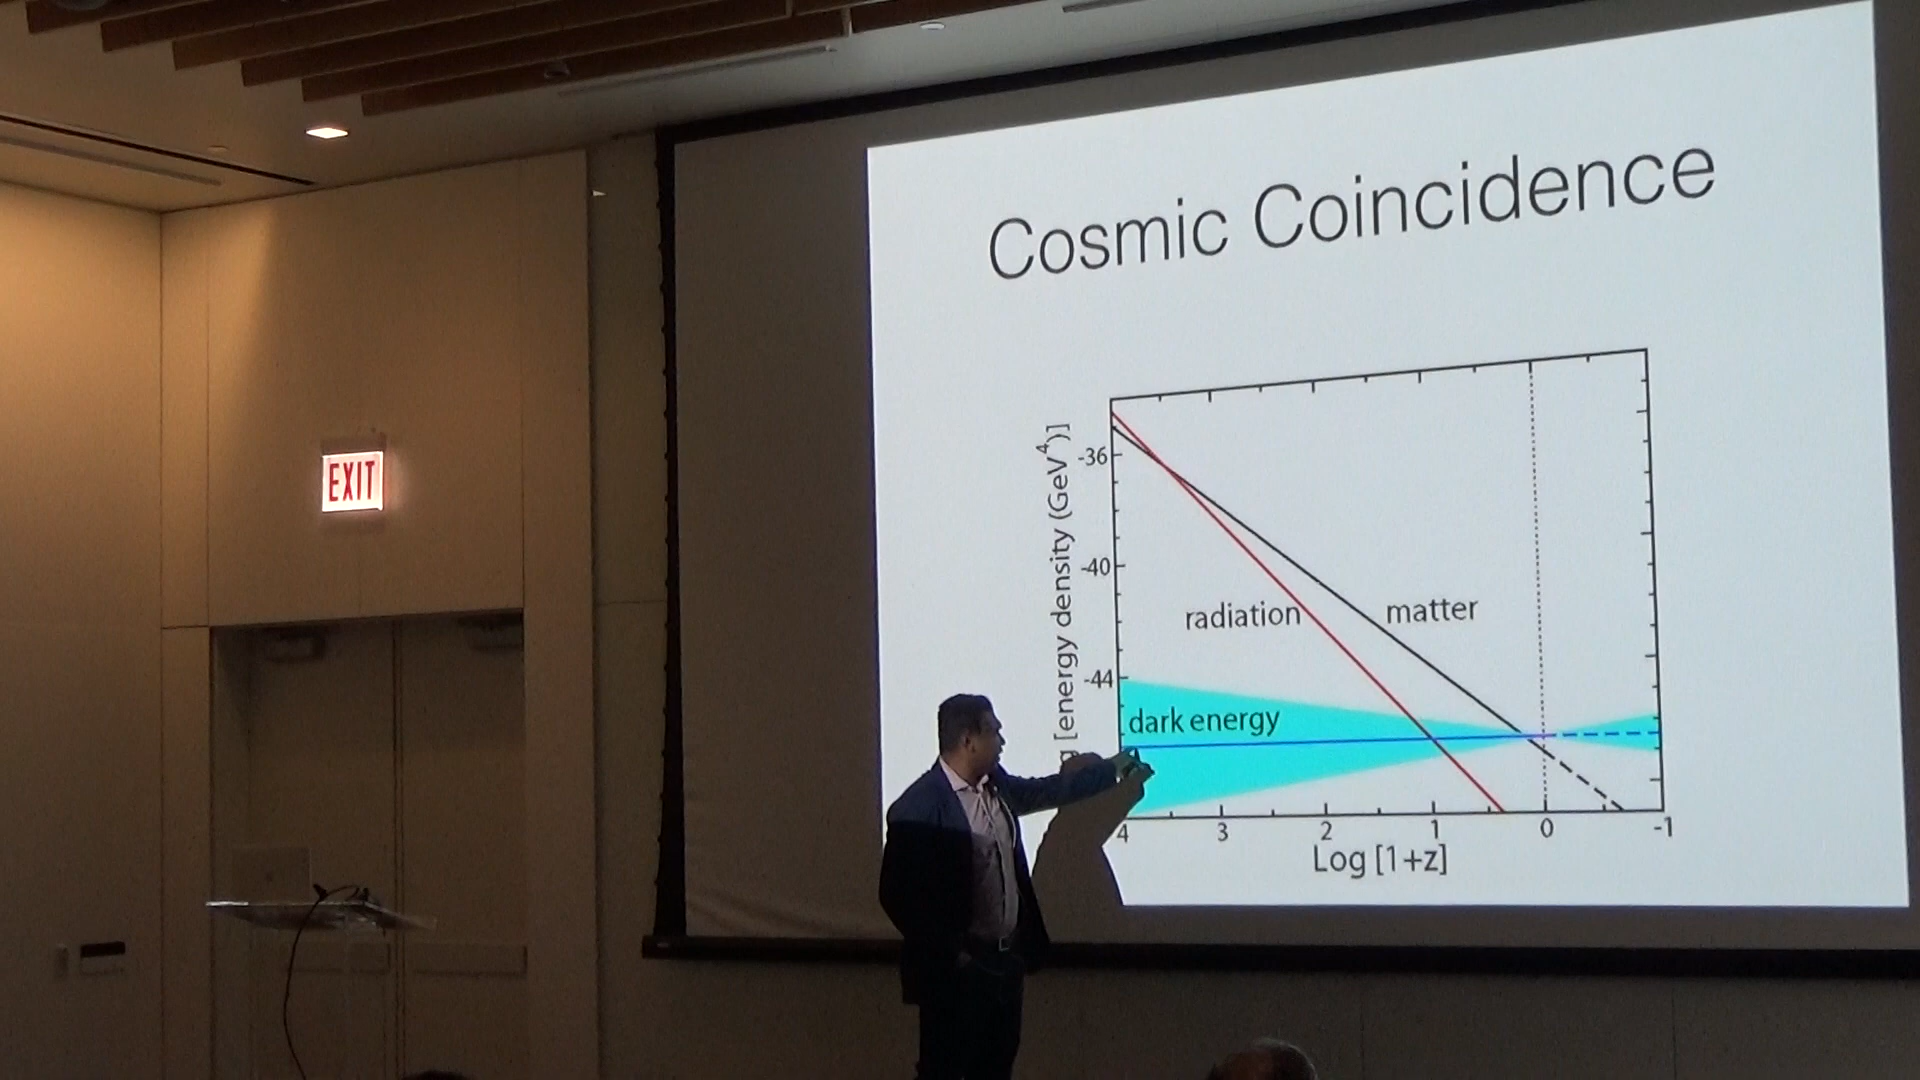 Cosmic Coincidence
EXIT
[energy density (GeV⁴)]
-36
-40
-44
radiation
matter
dark energy
4 3 2 1 0 -1
Log [1+z]